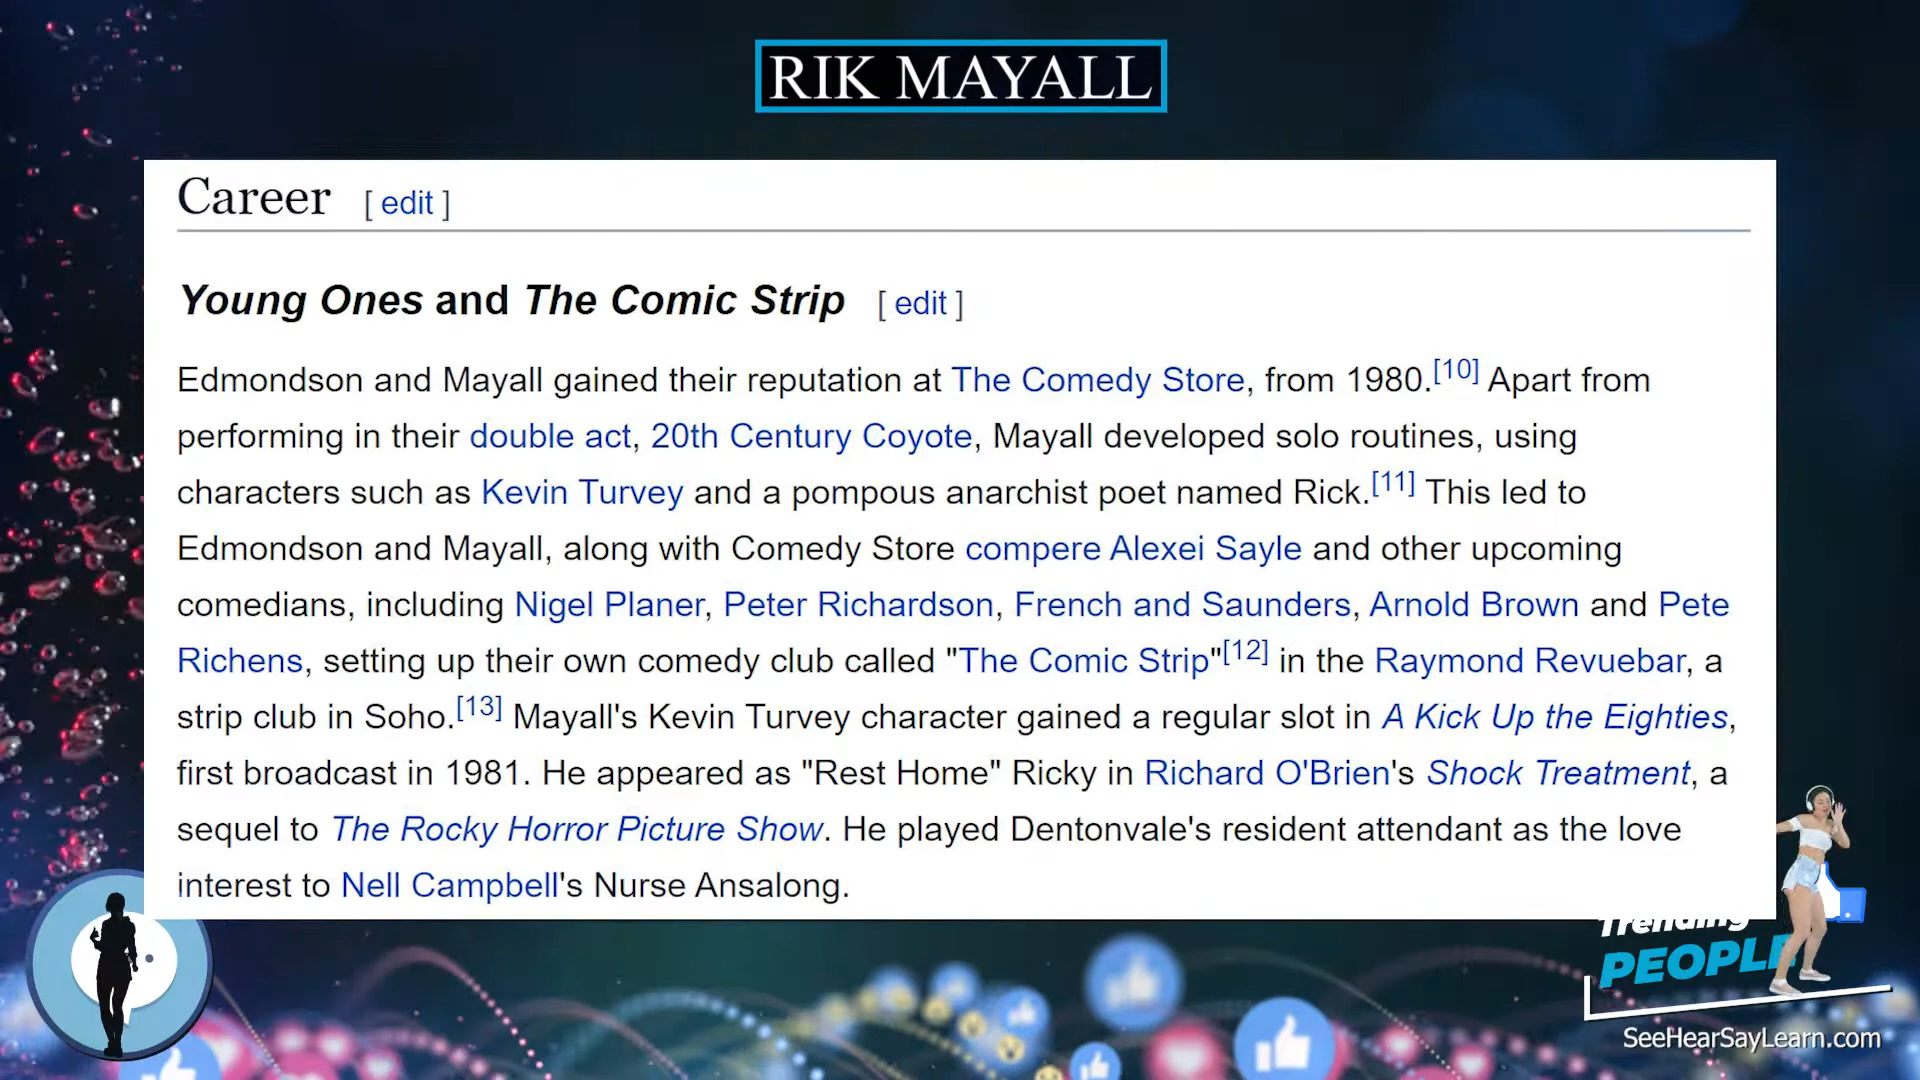 RIK MAYALL
Career [ edit ]
Young Ones and The Comic Strip [ edit ]
Edmondson and Mayall gained their reputation at The Comedy Store, from 1980.[10] Apart from
performing in their double act, 20th Century Coyote, Mayall developed solo routines, using
characters such as Kevin Turvey and a pompous anarchist poet named Rick.[11] This led to
Edmondson and Mayall, along with Comedy Store compere Alexei Sayle and other upcoming
comedians, including Nigel Planer, Peter Richardson, French and Saunders, Arnold Brown and Pete
Richens, setting up their own comedy club called "The Comic Strip"[12] in the Raymond Revuebar, a
strip club in Soho.[13] Mayall's Kevin Turvey character gained a regular slot in A Kick Up the Eighties,
first broadcast in 1981. He appeared as "Rest Home" Ricky in Richard O'Brien's Shock Treatment, a
sequel to The Rocky Horror Picture Show. He played Dentonvale's resident attendant as the love
interest to Nell Campbell's Nurse Ansalong.
Trending
PEOPLE
SeeHearSayLearn.com